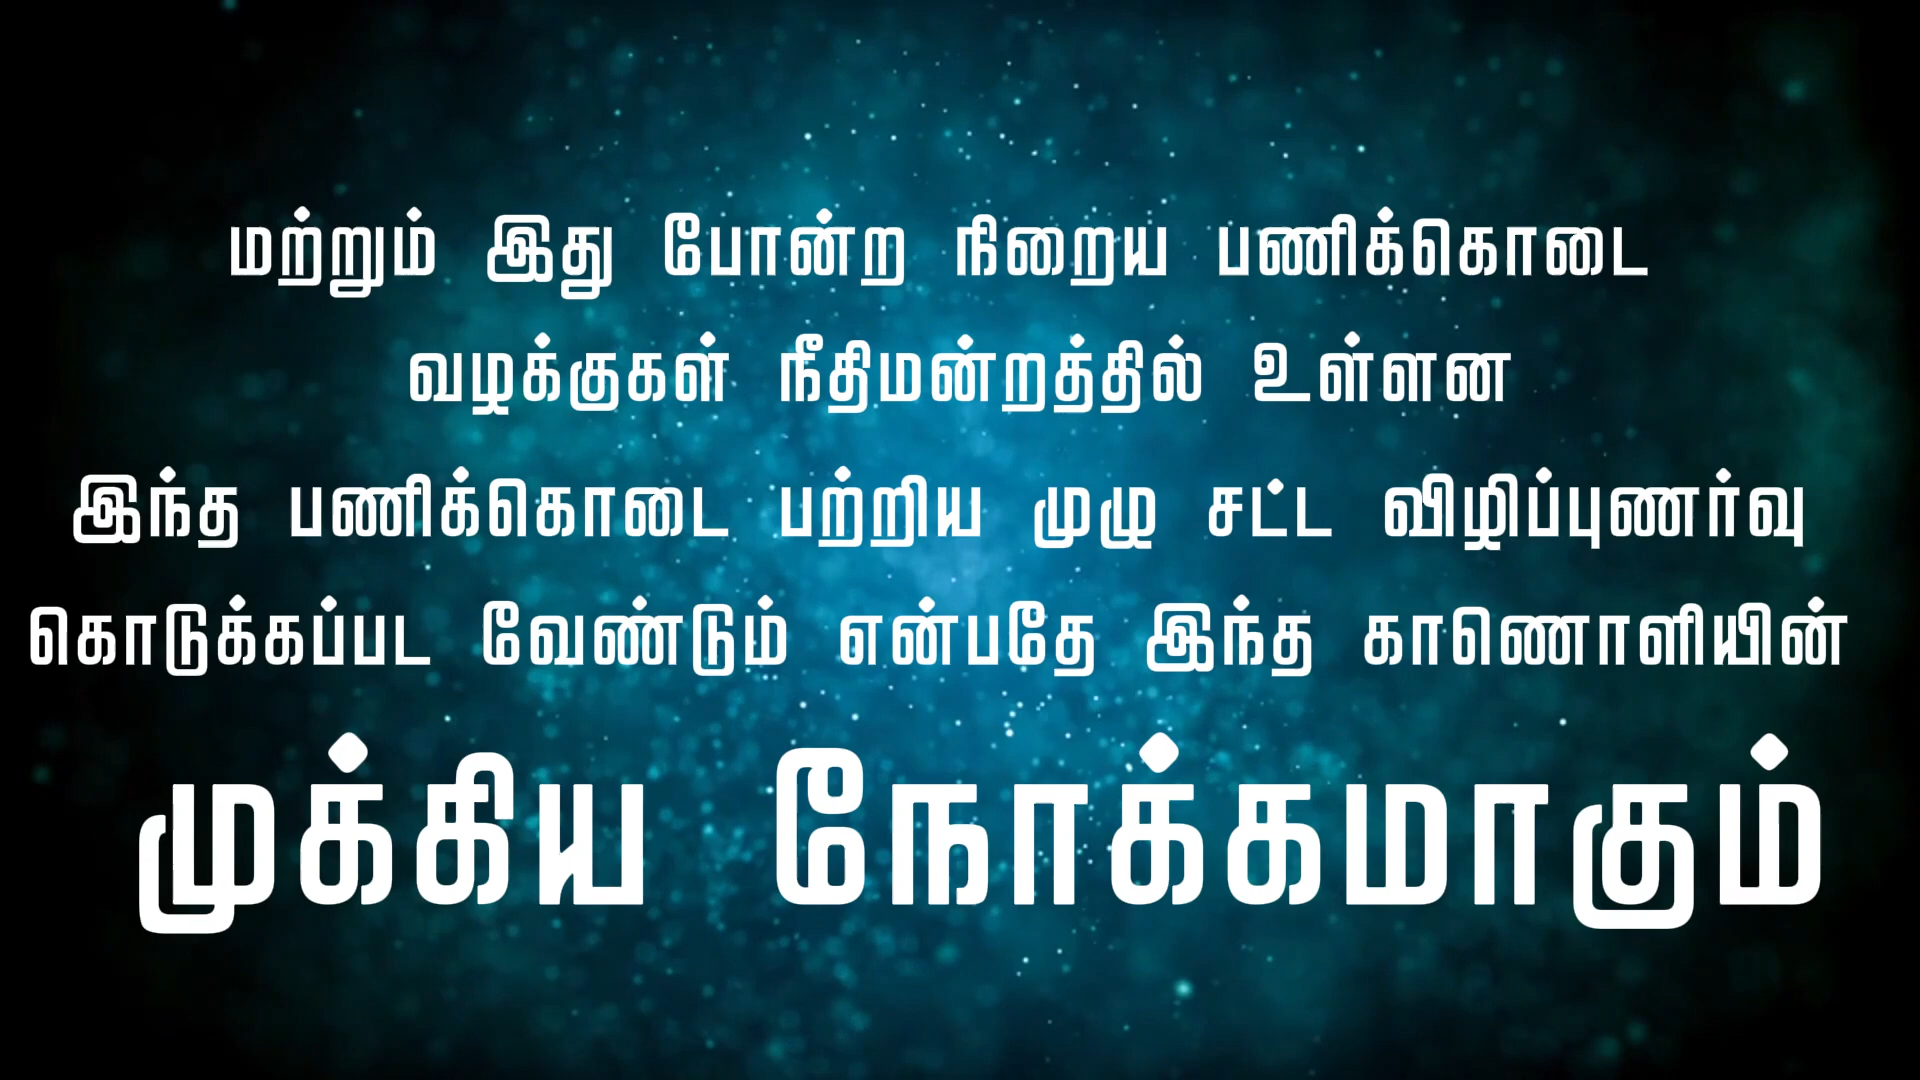 மற்றும் இது போன்ற நிறைய பணிக்கொடை
வழக்குகள் நீதிமன்றத்தில் உள்ளன
இந்த பணிக்கொடை பற்றிய முழு சட்ட விழிப்புணர்வு
கொடுக்கப்பட வேண்டும் என்பதே இந்த காணொளியின்
முக்கிய நோக்கமாகும்